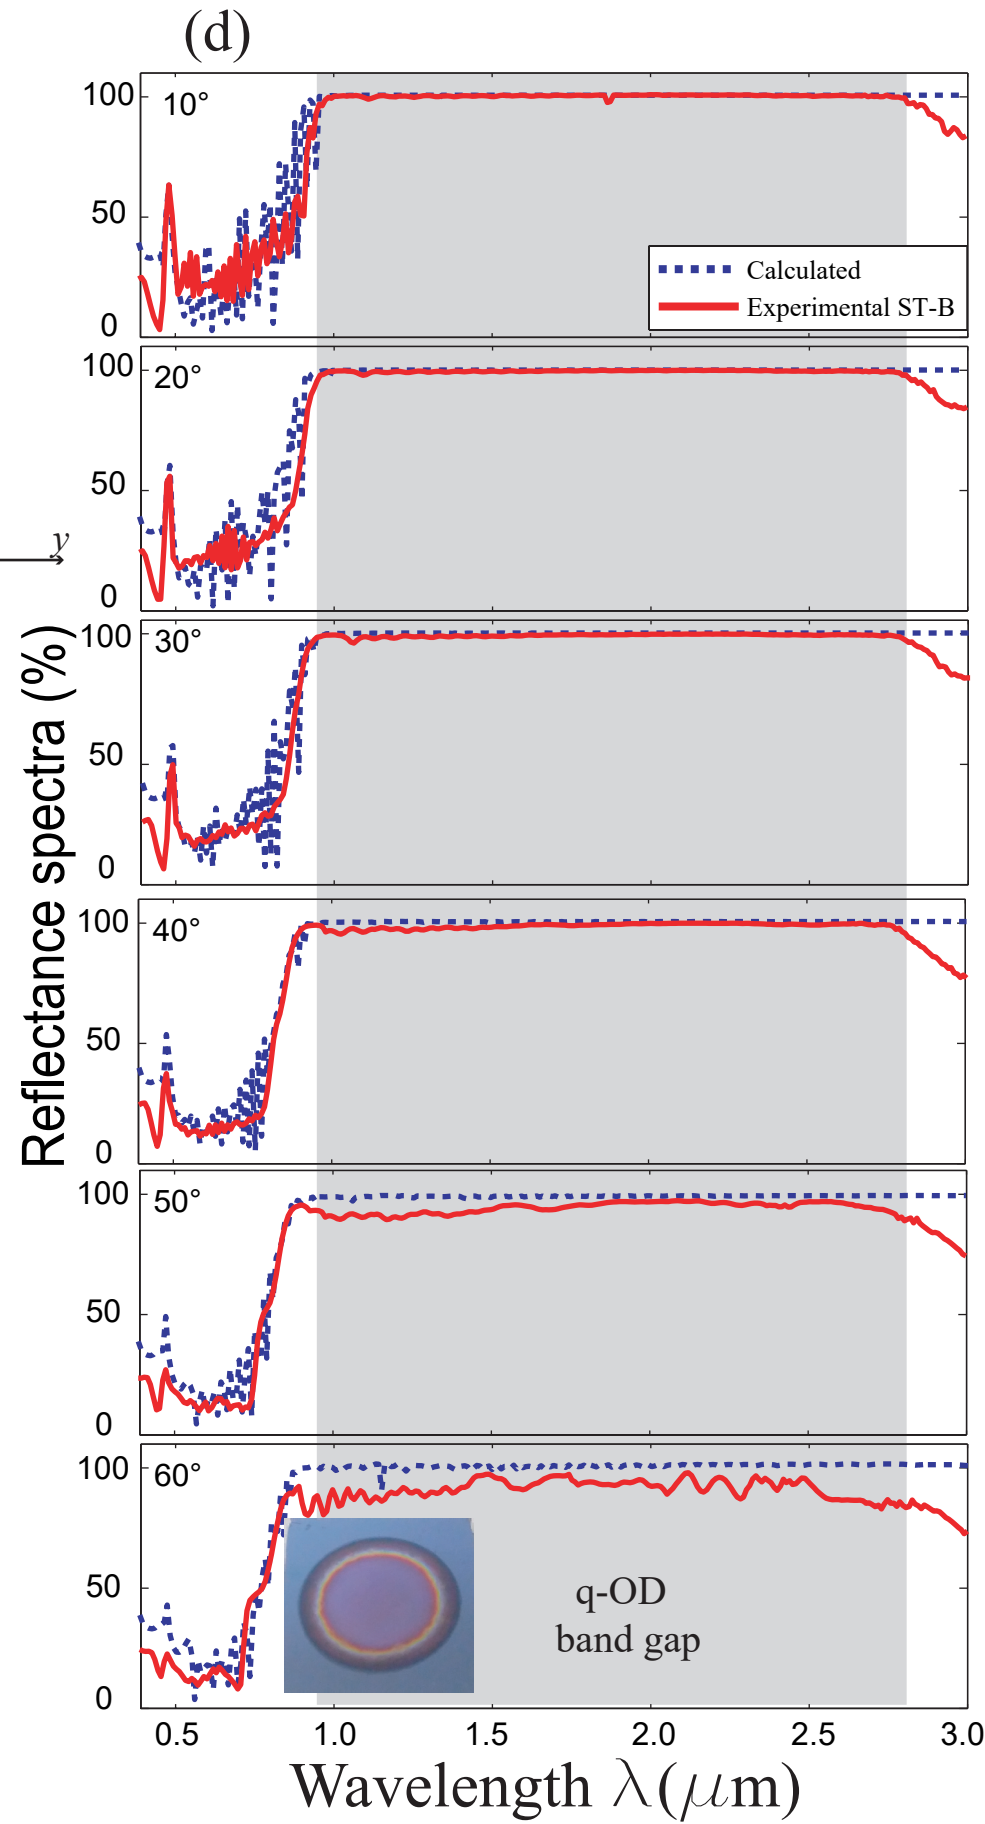 (d)
100
10°
50
0
Calculated
Experimental ST-B
100
20°
50
0
y
100
30°
50
0
Reflectance spectra (%)
100
40°
50
0
100
50°
50
0
100
60°
50
0
q-OD
band gap
0.5 1.0 1.5 2.0 2.5 3.0
Wavelength λ(μm)